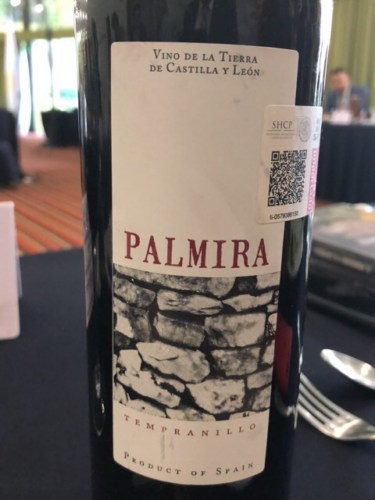 VINO DE LA TIERRA
DE CASTILLA Y LEÓN
SHCP
PALMIRA
TEMPRANILLO
PRODUCT OF SPAIN